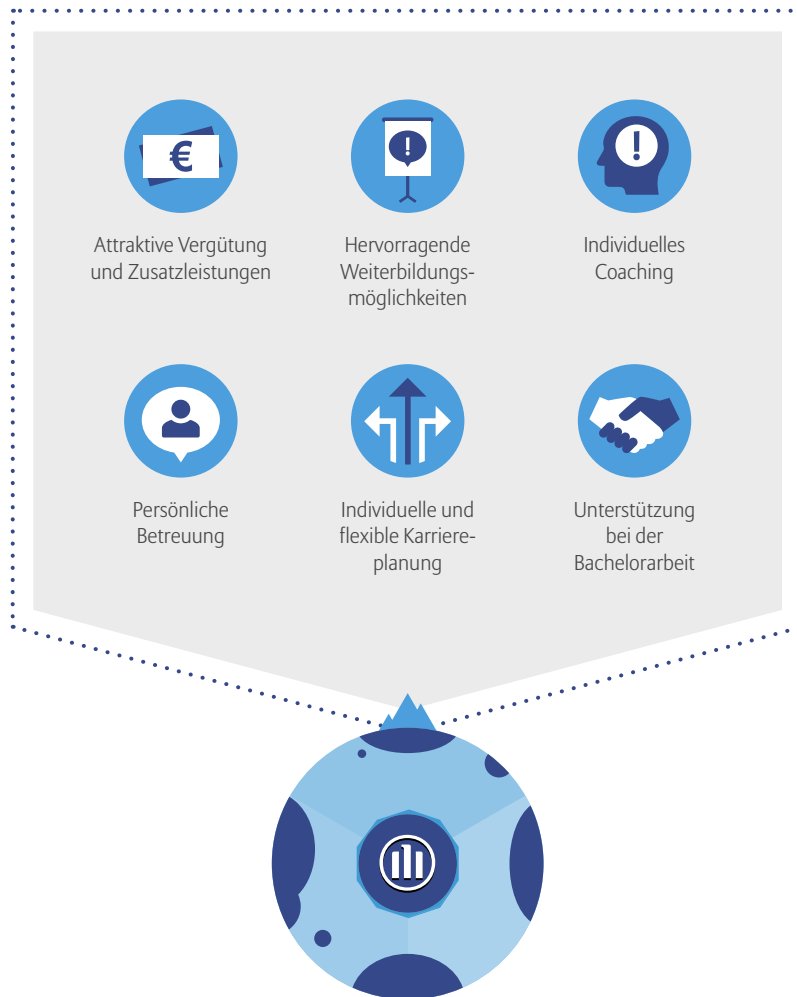 €
!
!
Attraktive Vergütung
und Zusatzleistungen
Hervorragende
Weiterbildungs-
möglichkeiten
Individuelles
Coaching
Persönliche
Betreuung
Individuelle und
flexible Karriere-
planung
Unterstützung
bei der
Bachelorarbeit